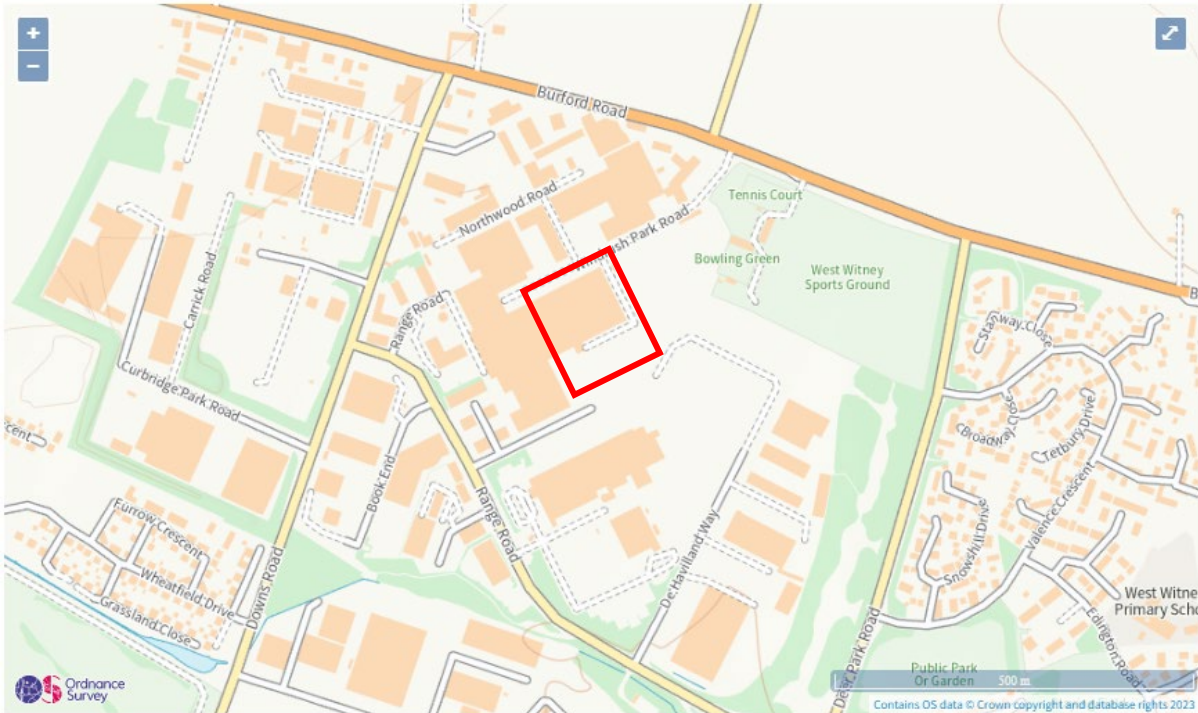 +
−
Burford Road
Tennis Court
Northwood Road
Windrush Park Road
Bowling Green
West Witney
Sports Ground
Carrick Road
Range Road
Stanway Close
Curbridge Park Road
Broadway Close
Tetbury Drive
cent
Book End
Valence Crescent
Range Road
Furrow Crescent
De Havilland Way
Snowshill Drive
Wheatfield Drive
Downs Road
Grassland Close
West Witne
Primary Scho
Edington Road
Deer Park Road
Public Park
Or Garden
500 m
B
Ordnance
Survey
Contains OS data © Crown copyright and database rights 2023